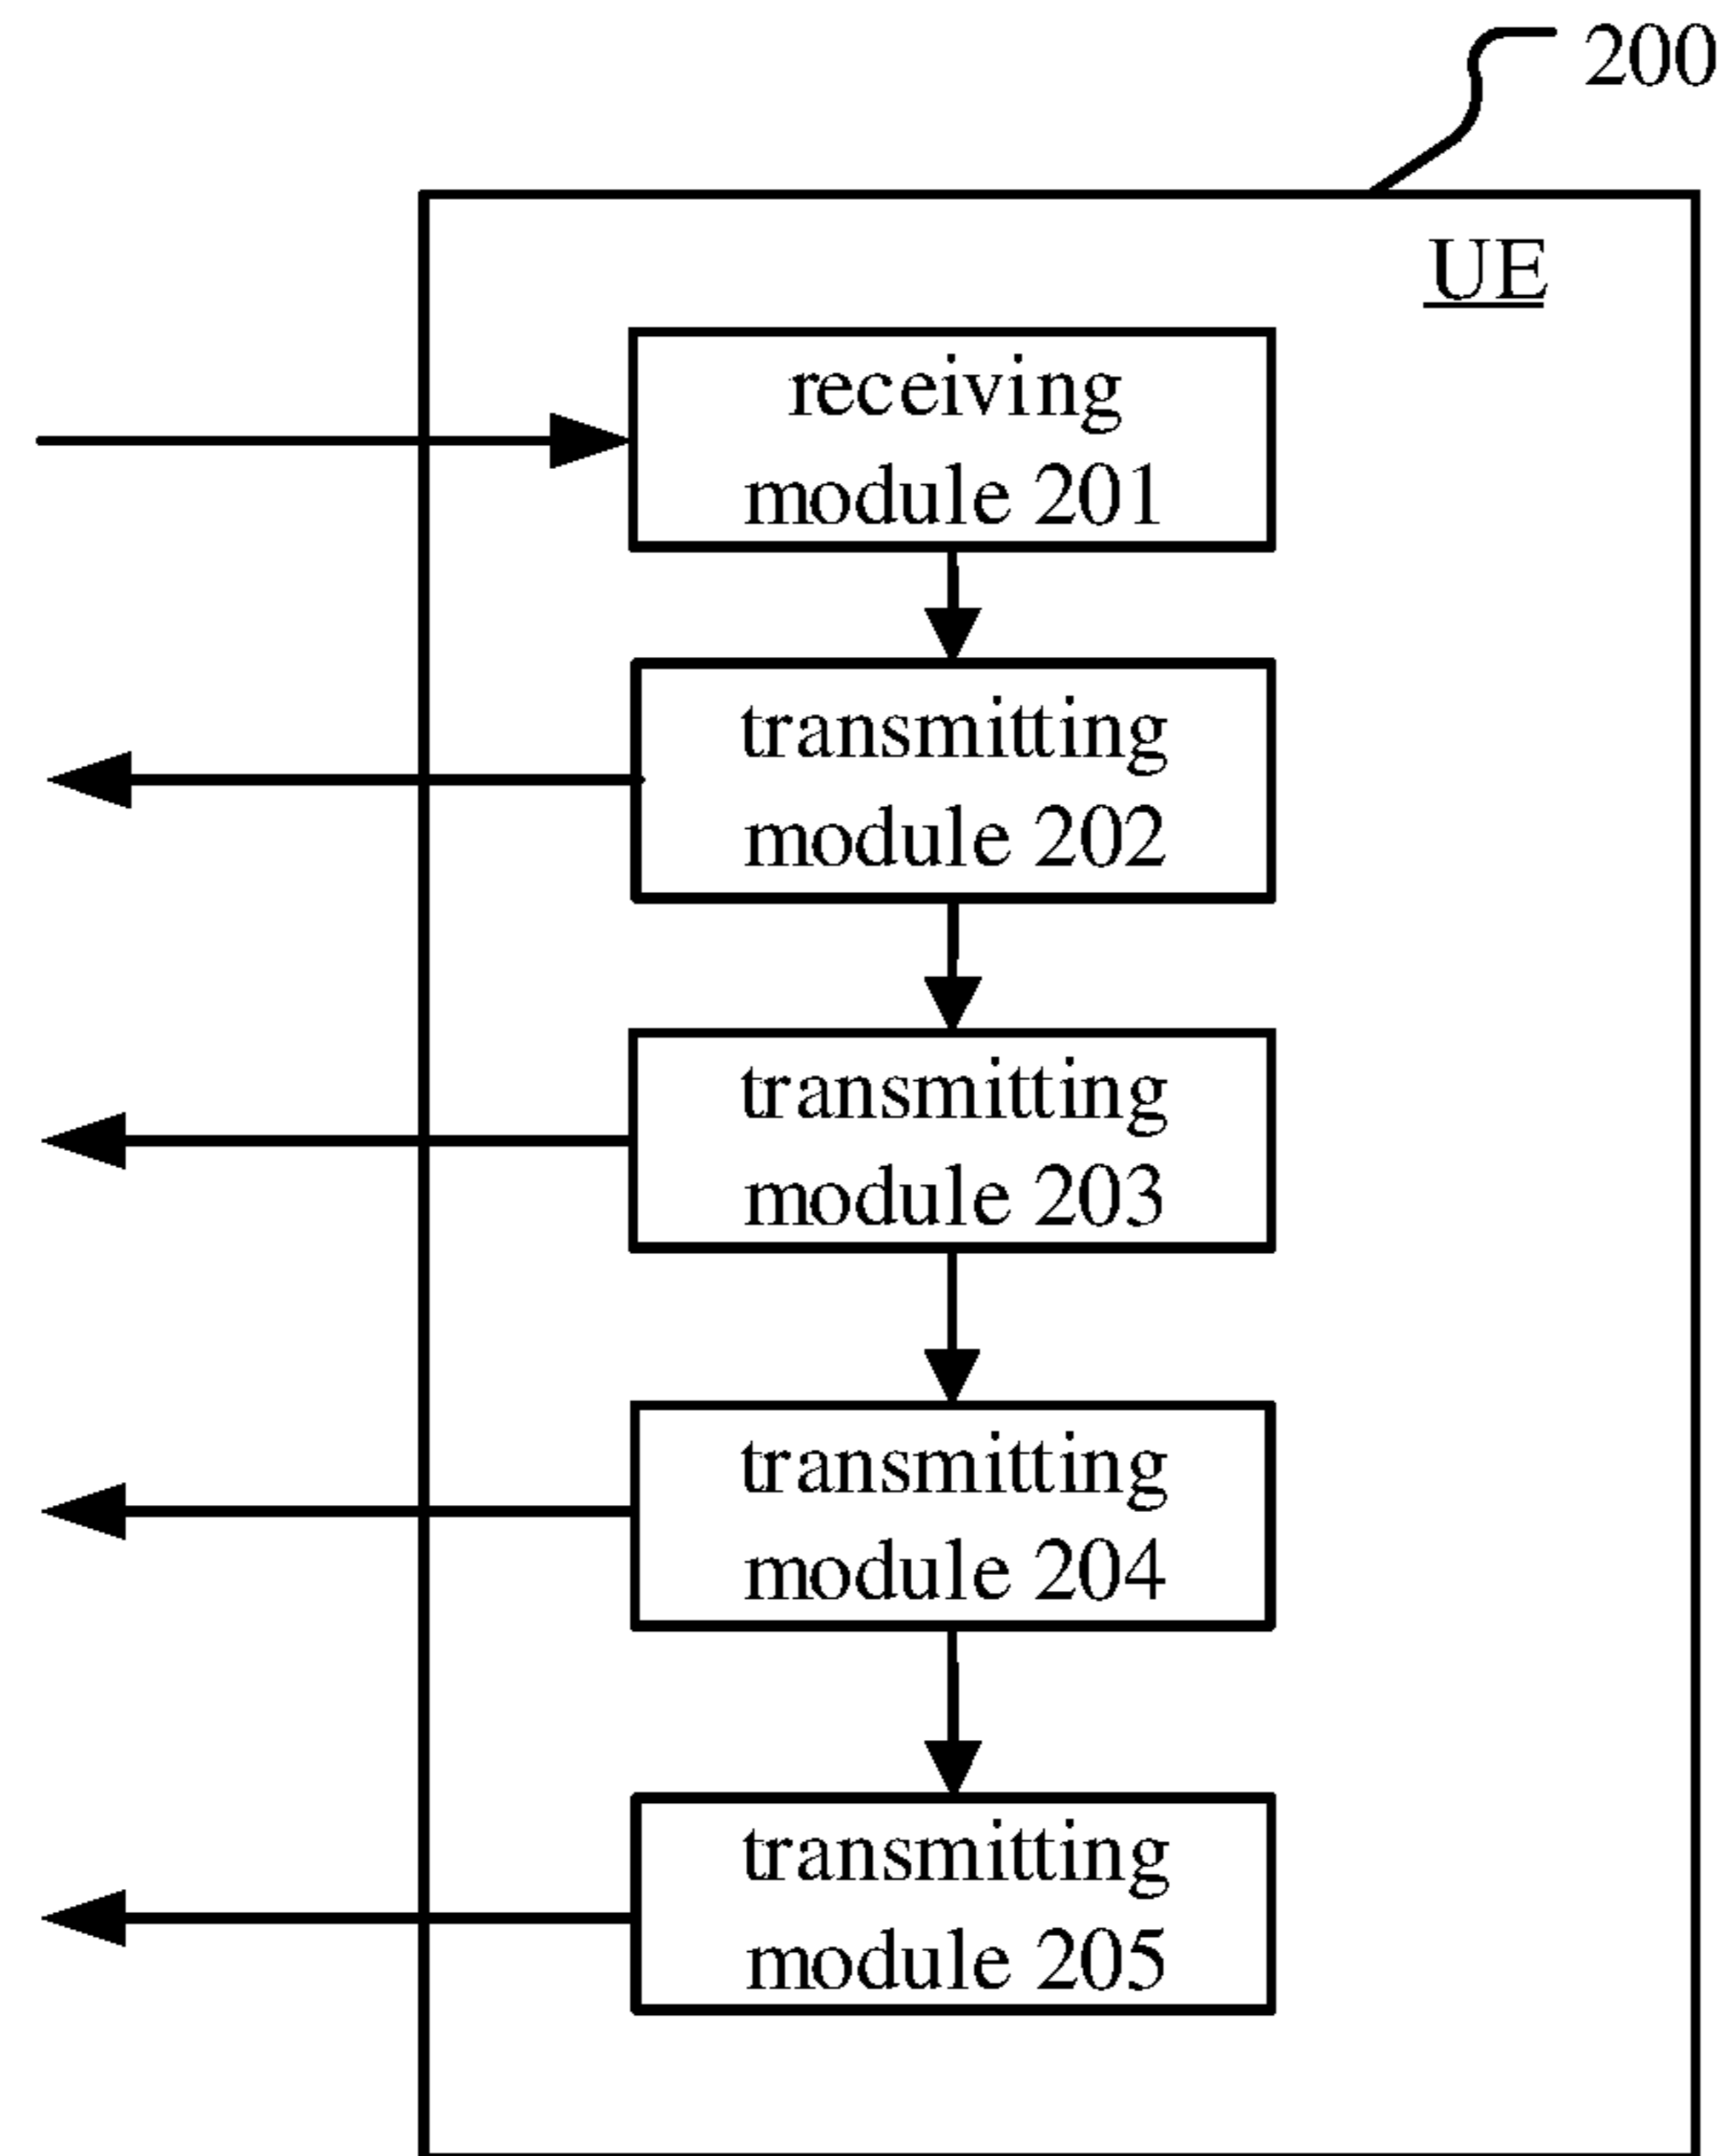 200
UE
receiving
module 201
transmitting
module 202
transmitting
module 203
transmitting
module 204
transmitting
module 205